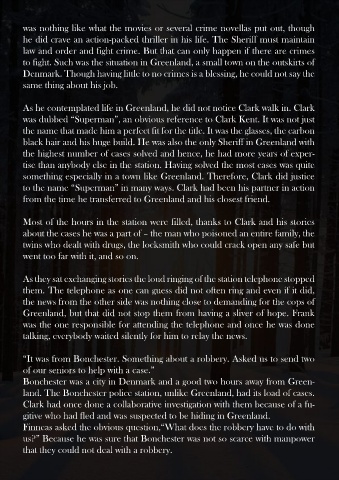 was nothing like what the movies or several crime novellas put out, though
he did crave an action-packed thriller in his life. The Sheriff must maintain
law and order and fight crime. But that can only happen if there are crimes
to fight. Such was the situation in Greenland, a small town on the outskirts of
Denmark. Though having little to no crimes is a blessing, he could not say the
same thing about his job.
As he contemplated life in Greenland, he did not notice Clark walk in. Clark
was dubbed “Superman”, an obvious reference to Clark Kent. It was not just
the name that made him a perfect fit for the title. It was the glasses, the carbon
black hair and his huge build. He was also the only Sheriff in Greenland with
the highest number of cases solved and hence, he had more years of exper-
tise than anybody else in the station. Having solved the most cases was quite
something especially in a town like Greenland. Therefore, Clark did justice
to the name “Superman” in many ways. Clark had been his partner in action
from the time he transferred to Greenland and his closest friend.
Most of the hours in the station were filled, thanks to Clark and his stories
about the cases he was a part of – the man who poisoned an entire family, the
twins who dealt with drugs, the locksmith who could crack open any safe but
went too far with it, and so on.
As they sat exchanging stories the loud ringing of the station telephone stopped
them. The telephone as one can guess did not often ring and even if it did,
the news from the other side was nothing close to demanding for the cops of
Greenland, but that did not stop them from having a sliver of hope. Frank
was the one responsible for attending the telephone and once he was done
talking, everybody waited silently for him to relay the news.
“It was from Bonchester. Something about a robbery. Asked us to send two
of our seniors to help with a case.”
Bonchester was a city in Denmark and a good two hours away from Green-
land. The Bonchester police station, unlike Greenland, had its load of cases.
Clark had once done a collaborative investigation with them because of a fu-
gitive who had fled and was suspected to be hiding in Greenland.
Finneas asked the obvious question,“What does the robbery have to do with
us?” Because he was sure that Bonchester was not so scarce with manpower
that they could not deal with a robbery.